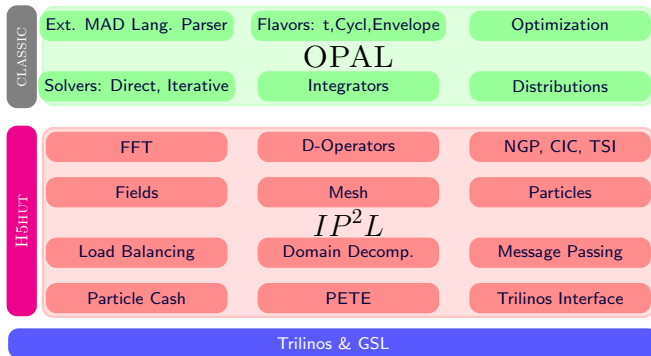 CLASSIC
Ext. MAD Lang. Parser
Flavors: t,Cycl,Envelope
Optimization
OPAL
Solvers: Direct, Iterative
Integrators
Distributions
H5HUT
FFT
D-Operators
NGP, CIC, TSI
Fields
Mesh
Particles
IP²L
Load Balancing
Domain Decomp.
Message Passing
Particle Cash
PETE
Trilinos Interface
Trilinos & GSL